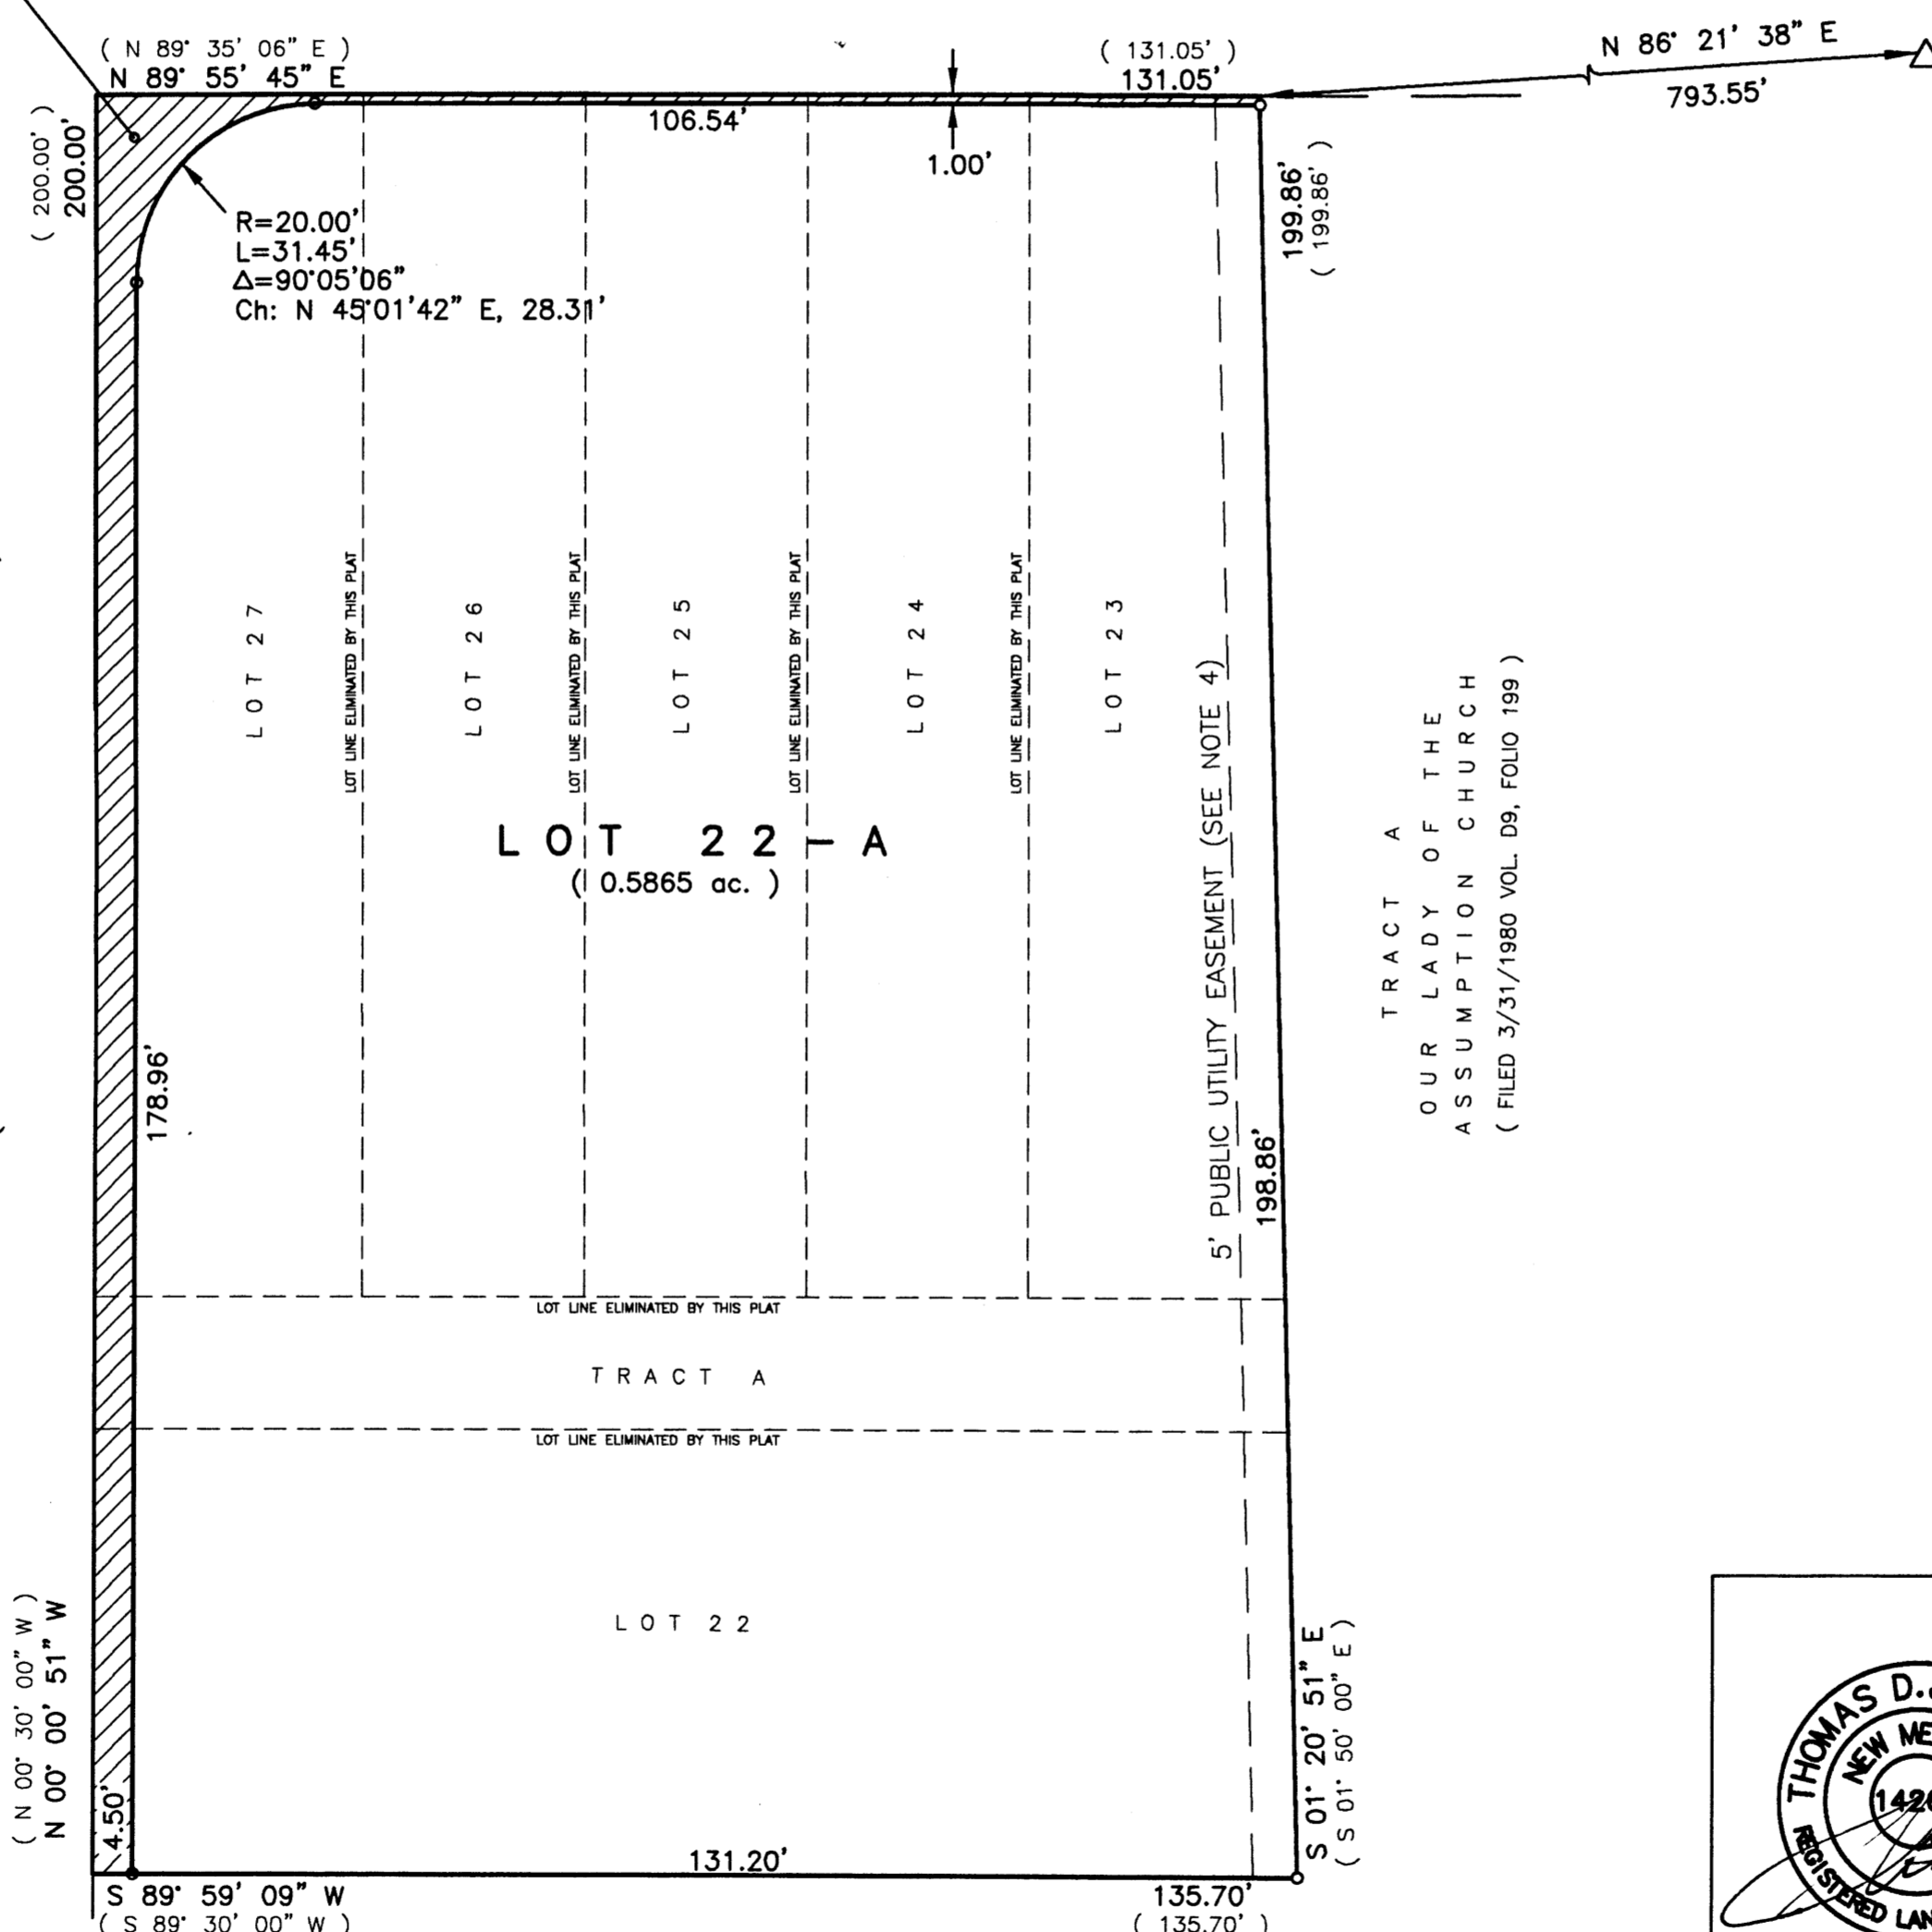 ( N 89° 35' 06" E )
N 89° 55' 45" E
( 131.05' )
131.05'
N 86° 21' 38" E
793.55'
( 200.00' )
200.00'
106.54'
1.00'
199.86'
( 199.86' )
R=20.00'
L=31.45'
Δ=90°05'06"
Ch: N 45°01'42" E, 28.31'
LOT 27
LOT LINE ELIMINATED BY THIS PLAT
LOT 26
LOT LINE ELIMINATED BY THIS PLAT
LOT 25
LOT LINE ELIMINATED BY THIS PLAT
LOT 24
LOT LINE ELIMINATED BY THIS PLAT
LOT 23
5' PUBLIC UTILITY EASEMENT (SEE NOTE 4)
LOT 22-A
( 0.5865 ac. )
TRACT A
OUR LADY OF THE
ASSUMPTION CHURCH
( FILED 3/31/1980 VOL. D9, FOLIO 199 )
178.96'
198.86'
LOT LINE ELIMINATED BY THIS PLAT
TRACT A
LOT LINE ELIMINATED BY THIS PLAT
LOT 22
( N 00° 30' 00" W )
N 00° 00' 51" W
4.50'
S 01° 20' 51" E
( S 01° 50' 00" E )
131.20'
S 89° 59' 09" W
( S 89° 30' 00" W )
135.70'
( 135.70' )
THOMAS D.
NEW ME
142
REGISTERED LAN